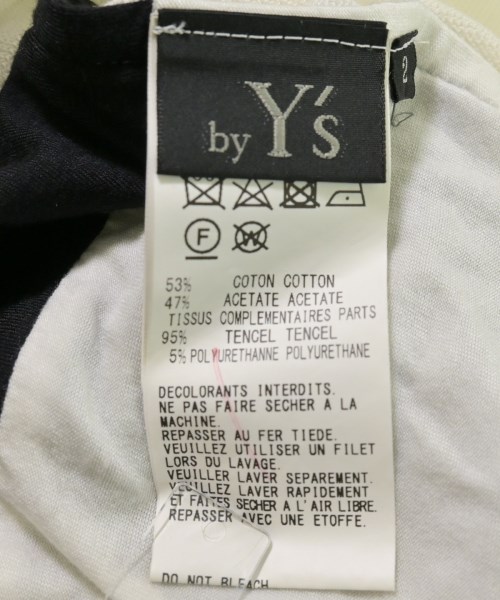 by Y's
2
F
W
53% COTON COTTON
47% ACETATE ACETATE
TISSUS COMPLEMENTAIRES PARTS
95% TENCEL TENCEL
5% POLYURETHANNE POLYURETHANE
DECOLORANTS INTERDITS.
NE PAS FAIRE SECHER A LA
MACHINE.
REPASSER AU FER TIEDE.
VEUILLEZ UTILISER UN FILET
LORS DU LAVAGE.
VEUILLER LAVER SEPAREMENT.
VEUILLEZ LAVER RAPIDEMENT
ET FAITES SECHER A L'AIR LIBRE.
REPASSER AVEC UNE ETOFFE.
DO NOT BLEACH